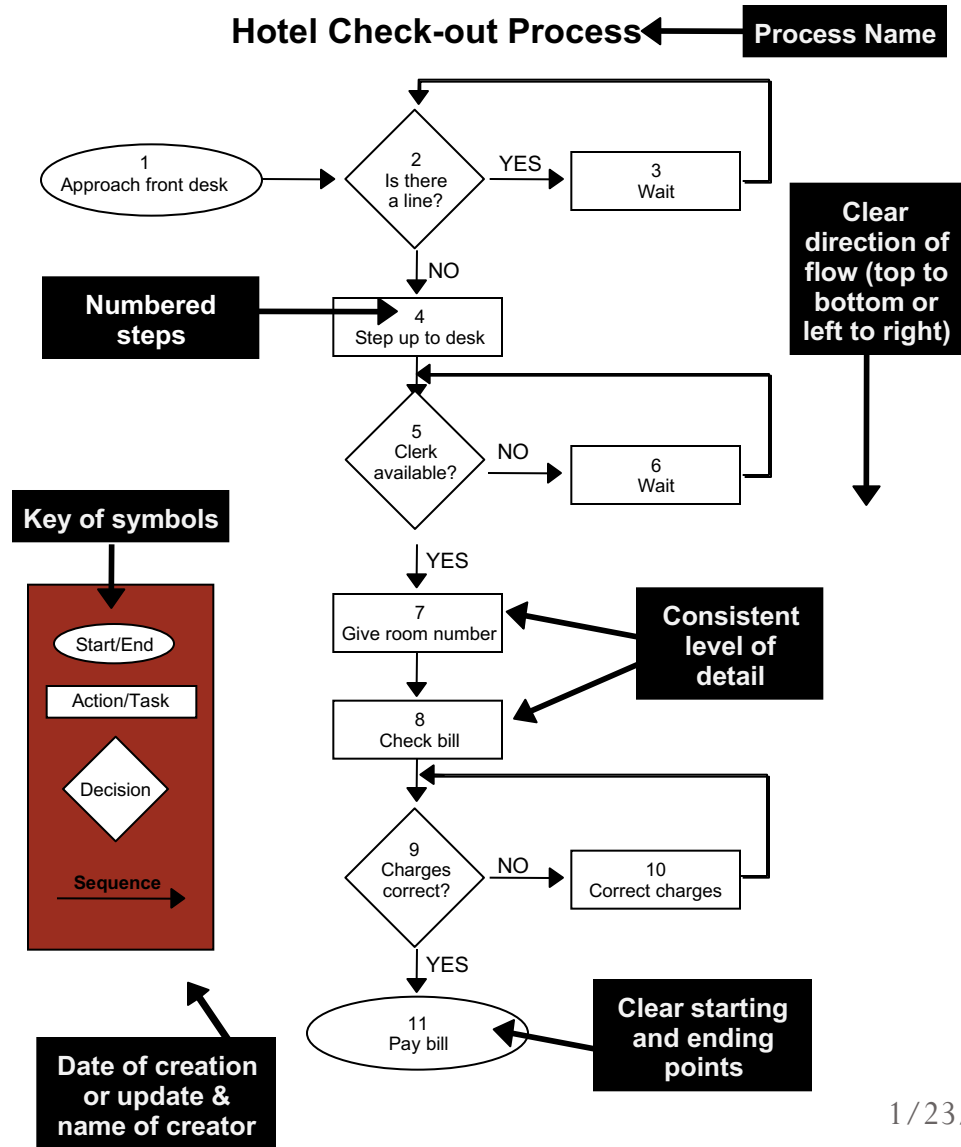 Hotel Check-out Process
Process Name
1
Approach front desk
2
Is there
a line?
YES
3
Wait
NO
Clear
direction of
flow (top to
bottom or
left to right)
Numbered
steps
4
Step up to desk
5
Clerk
available?
NO
6
Wait
YES
Key of symbols
Start/End
Action/Task
Decision
Sequence
7
Give room number
Consistent
level of
detail
8
Check bill
9
Charges
correct?
NO
10
Correct charges
YES
11
Pay bill
Clear starting
and ending
points
Date of creation
or update &
name of creator
1/23